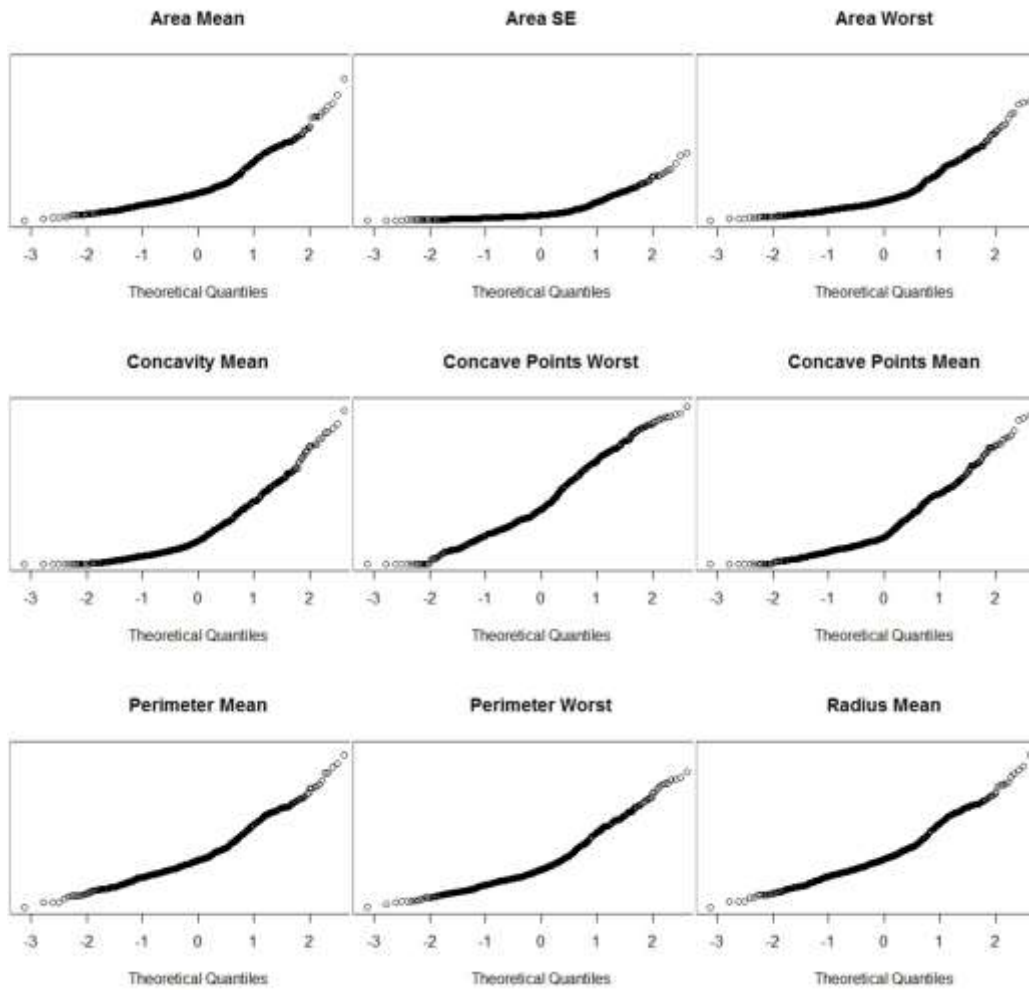 Area Mean Area SE Area Worst
-3 -2 -1 0 1 2 -3 -2 -1 0 1 2 -3 -2 -1 0 1 2
Theoretical Quantiles Theoretical Quantiles Theoretical Quantiles
Concavity Mean Concave Points Worst Concave Points Mean
-3 -2 -1 0 1 2 -3 -2 -1 0 1 2 -3 -2 -1 0 1 2
Theoretical Quantiles Theoretical Quantiles Theoretical Quantiles
Perimeter Mean Perimeter Worst Radius Mean
-3 -2 -1 0 1 2 -3 -2 -1 0 1 2 -3 -2 -1 0 1 2
Theoretical Quantiles Theoretical Quantiles Theoretical Quantiles